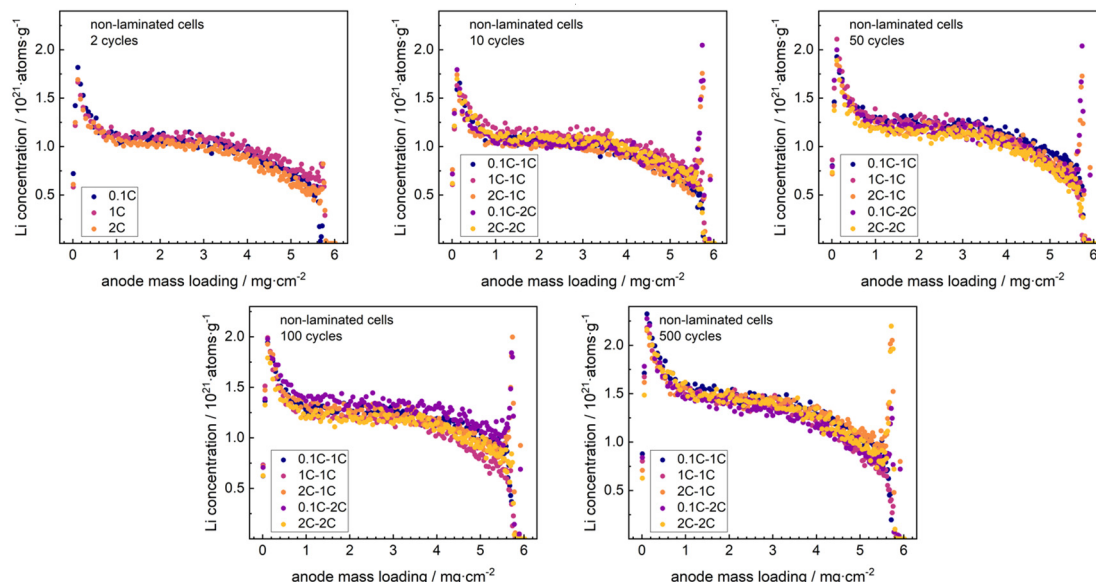 non-laminated cells
2 cycles
Li concentration / 10²¹·atoms·g⁻¹
2.0
1.5
1.0
0.5
0.1C
1C
2C
0 1 2 3 4 5 6
anode mass loading / mg·cm⁻²
non-laminated cells
10 cycles
Li concentration / 10²¹·atoms·g⁻¹
2.0
1.5
1.0
0.5
0.1C-1C
1C-1C
2C-1C
0.1C-2C
2C-2C
0 1 2 3 4 5 6
anode mass loading / mg·cm⁻²
non-laminated cells
50 cycles
Li concentration / 10²¹·atoms·g⁻¹
2.0
1.5
1.0
0.5
0.1C-1C
1C-1C
2C-1C
0.1C-2C
2C-2C
0 1 2 3 4 5 6
anode mass loading / mg·cm⁻²
non-laminated cells
100 cycles
Li concentration / 10²¹·atoms·g⁻¹
2.0
1.5
1.0
0.5
0.1C-1C
1C-1C
2C-1C
0.1C-2C
2C-2C
0 1 2 3 4 5 6
anode mass loading / mg·cm⁻²
non-laminated cells
500 cycles
Li concentration / 10²¹·atoms·g⁻¹
2.0
1.5
1.0
0.5
0.1C-1C
1C-1C
2C-1C
0.1C-2C
2C-2C
0 1 2 3 4 5 6
anode mass loading / mg·cm⁻²